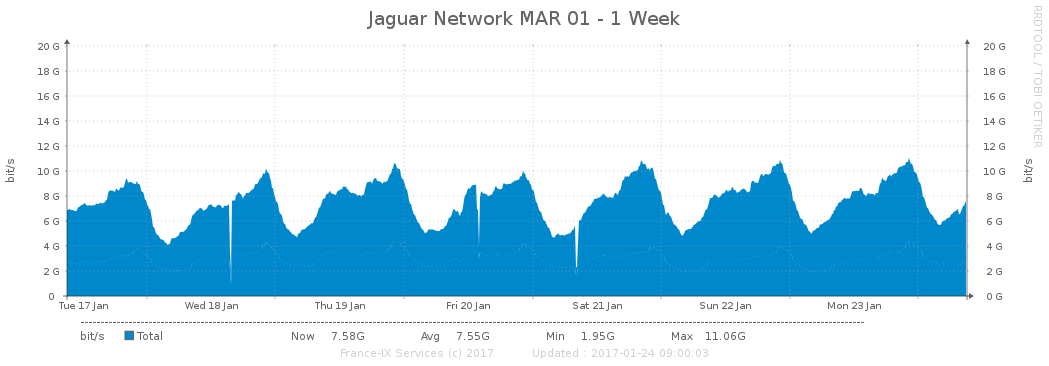 Jaguar Network MAR 01 - 1 Week
RRDTOOL / TOBI OETIKER
bit/s
bit/s
20 G 20 G
18 G 18 G
16 G 16 G
14 G 14 G
12 G 12 G
10 G 10 G
8 G 8 G
6 G 6 G
4 G 4 G
2 G 2 G
0 0 G
Tue 17 Jan Wed 18 Jan Thu 19 Jan Fri 20 Jan Sat 21 Jan Sun 22 Jan Mon 23 Jan
bit/s Total Now 7.58G Avg 7.55G Min 1.95G Max 11.06G
France-IX Services (c) 2017 Updated : 2017-01-24 09:00:03